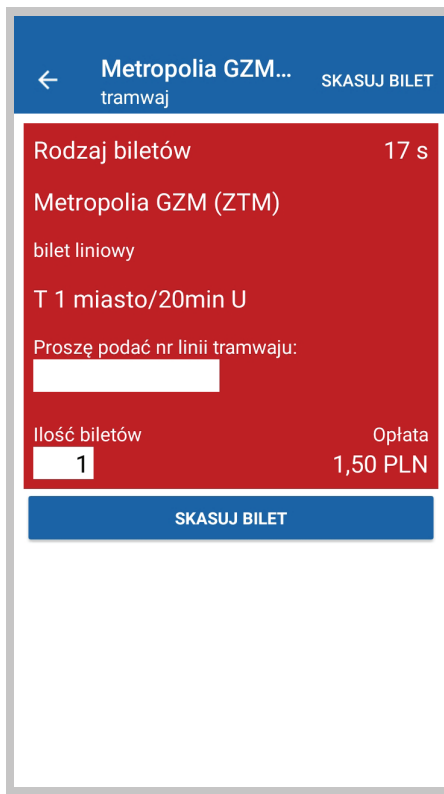 Metropolia GZM...
tramwaj
SKASUJ BILET
Rodzaj biletów 17 s
Metropolia GZM (ZTM)
bilet liniowy
T 1 miasto/20min U
Proszę podać nr linii tramwaju:
Ilość biletów Opłata
1 1,50 PLN
SKASUJ BILET